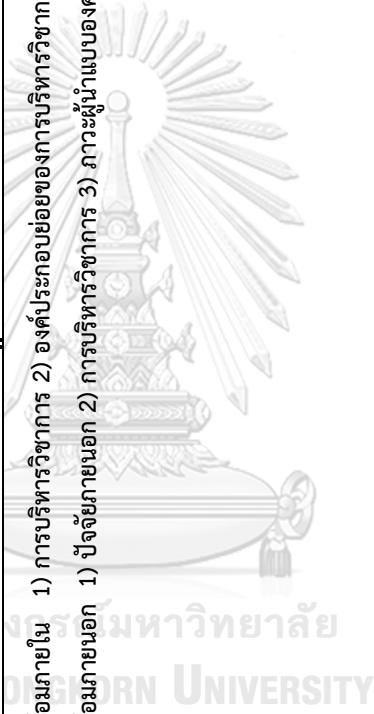 อมภายใน 1) การบริหารวิชาการ 2) องค์ประกอบย่อยของการบริหารวิชาก
อมภายนอก 1) ปัจจัยภายนอก 2) การบริหารวิชาการ 3) ภาวะผู้นำแบบองค์
งกรณ์มหาวิทยาลัย
ONGKORN UNIVERSITY